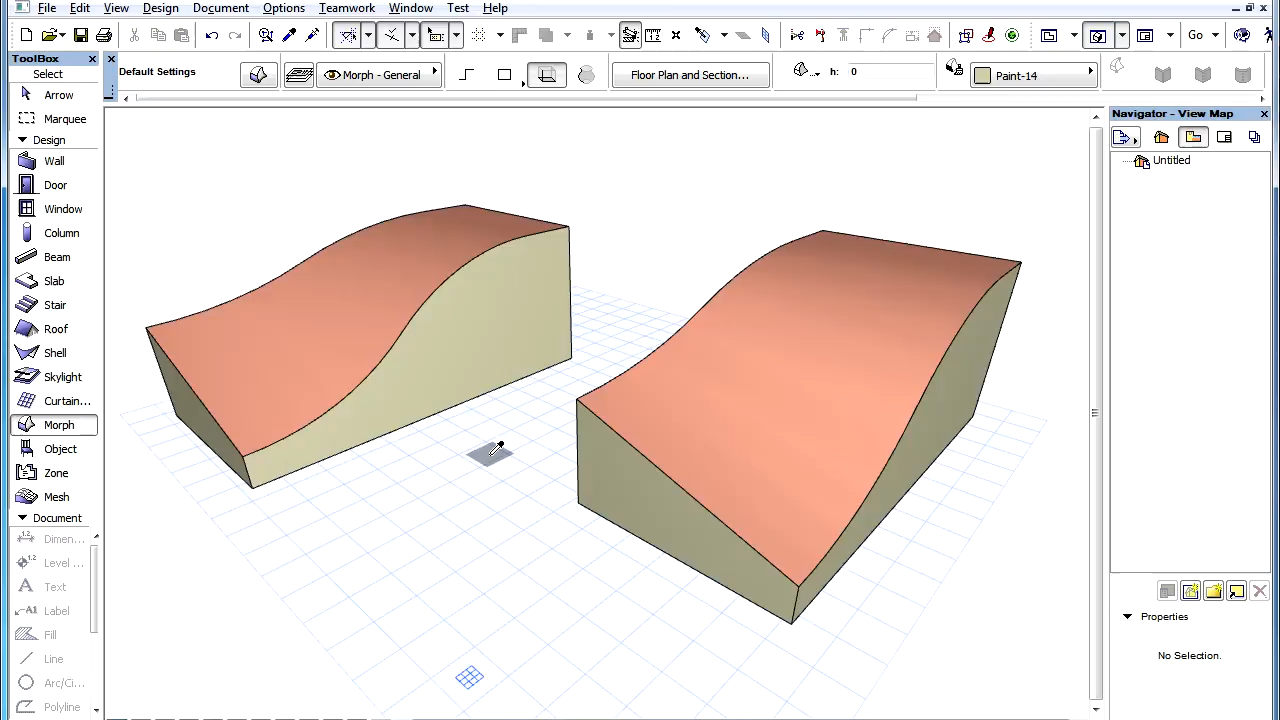 File Edit View Design Document Options Teamwork Window Test Help
Go
ToolBox
Select
Arrow
Marquee
Design
Wall
Door
Window
Column
Beam
Slab
Stair
Roof
Shell
Skylight
Curtain...
Morph
Object
Zone
Mesh
Document
Dimen...
Level ...
Text
Label
Fill
Line
Arc/Ci...
Polyline
Default Settings
Morph - General
Floor Plan and Section...
h: 0
Paint-14
Navigator - View Map
Untitled
Properties
No Selection.